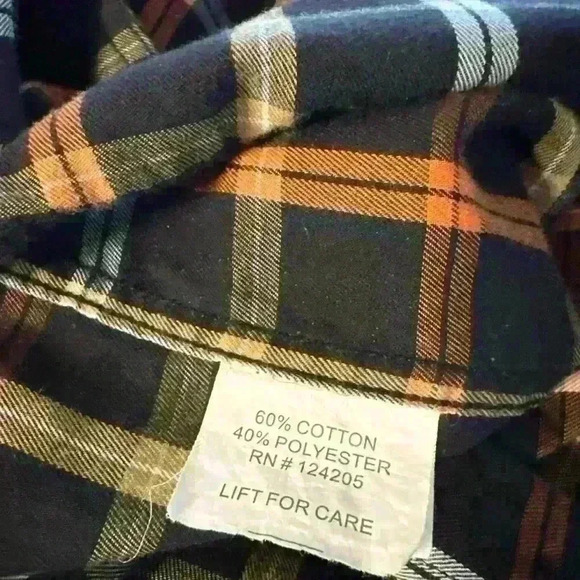 60% COTTON
40% POLYESTER
RN # 124205
LIFT FOR CARE